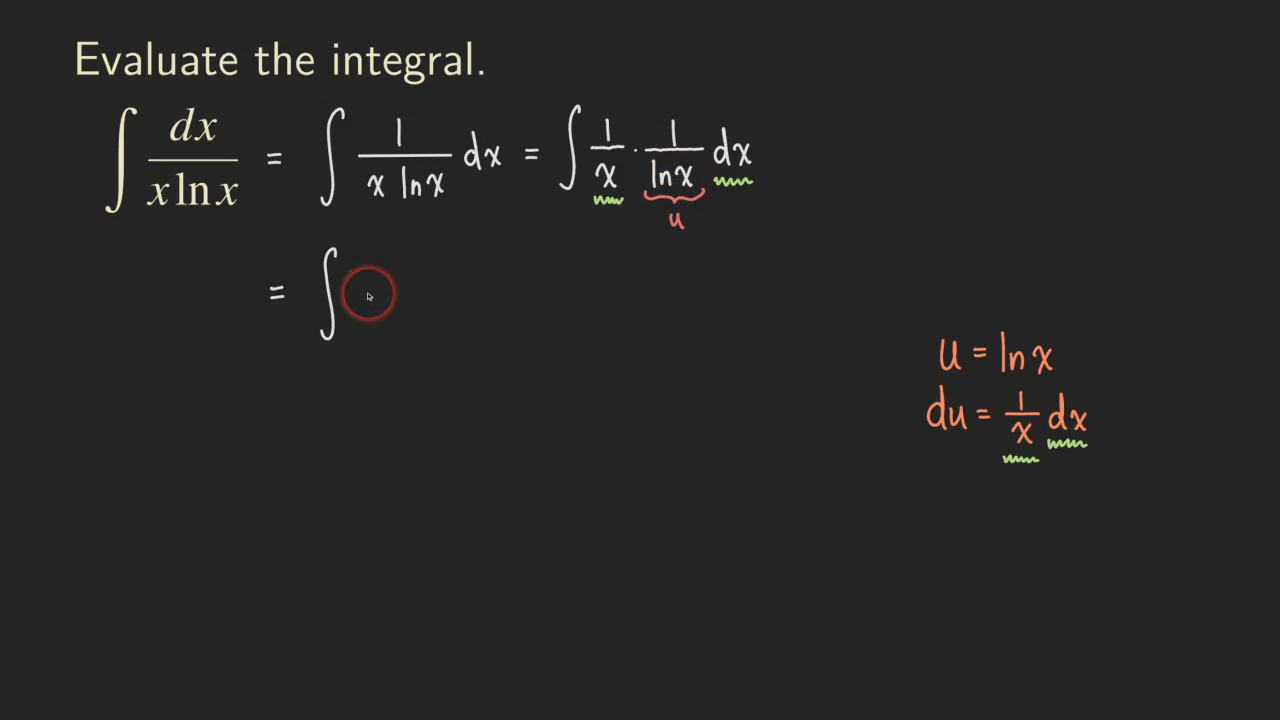 Evaluate the integral.
∫ dx/(x ln x) = ∫ 1/(x ln x) dx = ∫ 1/x · 1/ln x dx
u
= ∫
u = ln x
du = 1/x dx